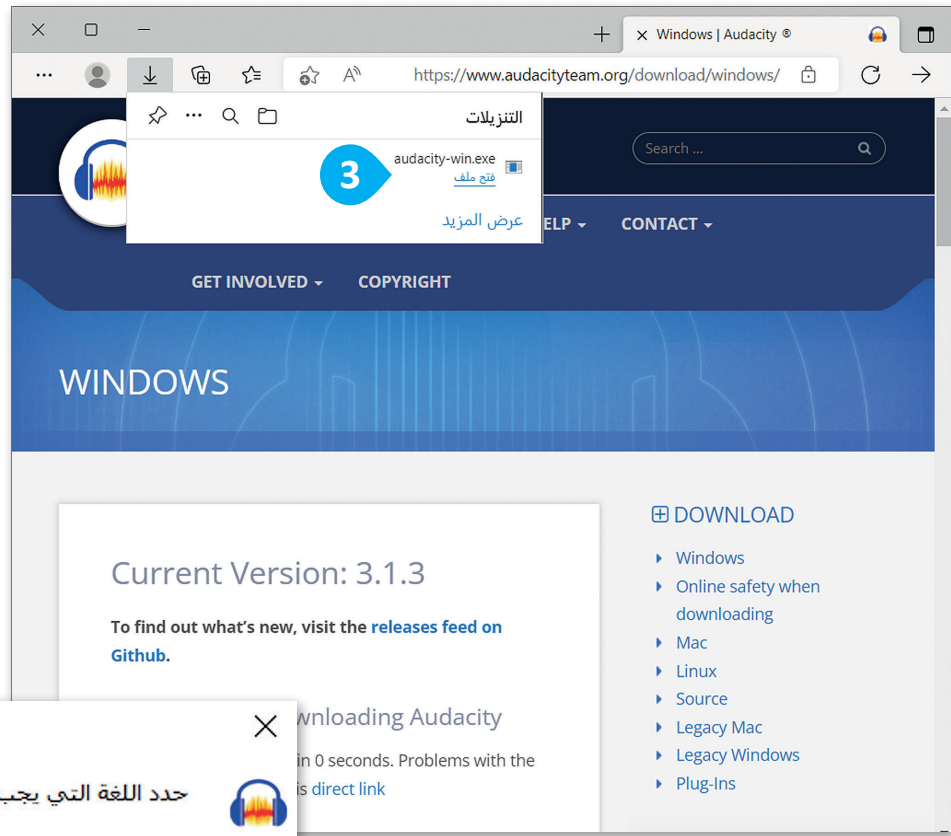 Windows | Audacity ®
https://www.audacityteam.org/download/windows/
التنزيلات
audacity-win.exe
فتح ملف
3
عرض المزيد
Search ...
ELP
CONTACT
GET INVOLVED
COPYRIGHT
WINDOWS
Current Version: 3.1.3
To find out what's new, visit the releases feed on
Github.
wnloading Audacity
in 0 seconds. Problems with the
is direct link
DOWNLOAD
Windows
Online safety when
downloading
Mac
Linux
Source
Legacy Mac
Legacy Windows
Plug-Ins
حدد اللغة التي يجب